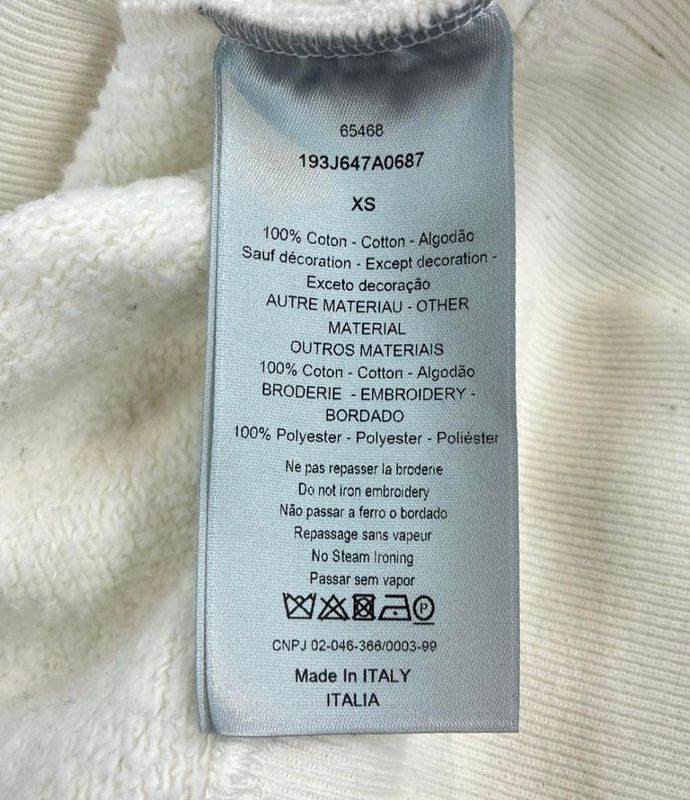 65468
193J647A0687
XS
100% Coton - Cotton - Algodão
Sauf décoration - Except decoration -
Exceto decoração
AUTRE MATERIAU - OTHER
MATERIAL
OUTROS MATERIAIS
100% Coton - Cotton - Algodão
BRODERIE - EMBROIDERY -
BORDADO
100% Polyester - Polyester - Poliéster
Ne pas repasser la broderie
Do not iron embroidery
Não passar a ferro o bordado
Repassage sans vapeur
No Steam Ironing
Passar sem vapor
P
CNPJ 02-046-366/0003-99
Made In ITALY
ITALIA